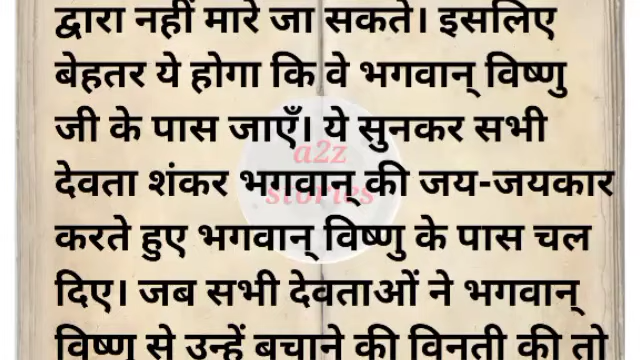 द्वारा नहीं मारे जा सकते। इसलिए
बेहतर ये होगा कि वे भगवान् विष्णु
जी के पास जाएँ। ये सुनकर सभी
a2z
देवता शंकर भगवान् की जय-जयकार
stories
करते हुए भगवान् विष्णु के पास चल
दिए। जब सभी देवताओं ने भगवान्
विष्णु से उन्हें बचाने की विनती की तो